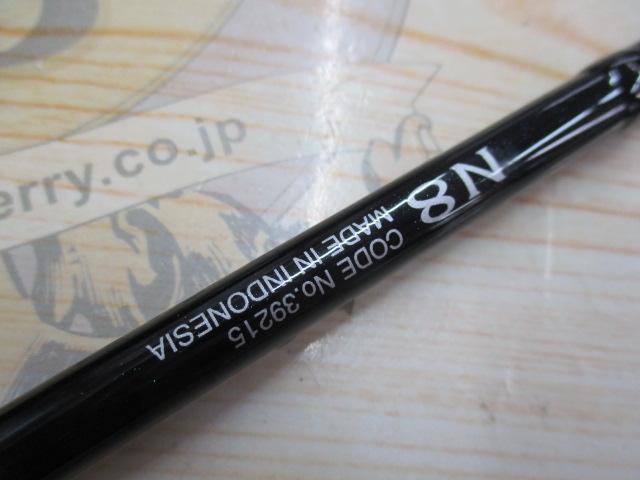 N8
CODE No.39215
MADE IN INDONESIA
erry.co.jp